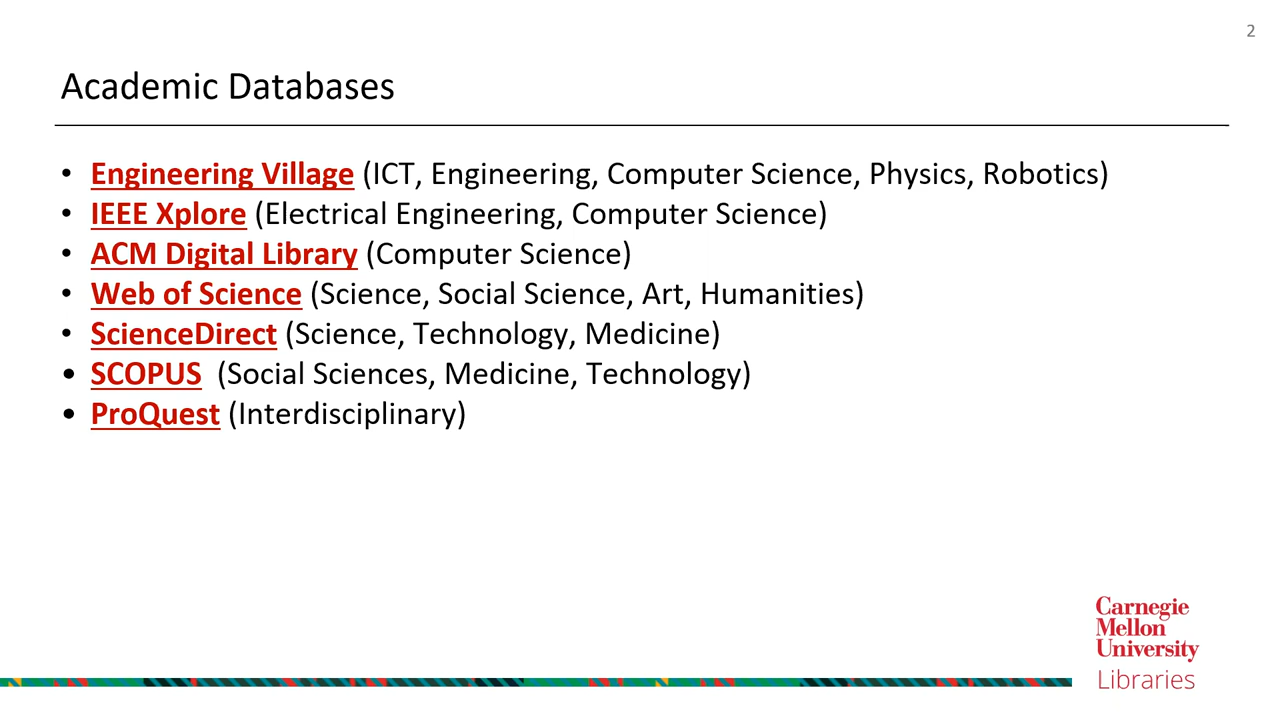 2
Academic Databases
• Engineering Village (ICT, Engineering, Computer Science, Physics, Robotics)
• IEEE Xplore (Electrical Engineering, Computer Science)
• ACM Digital Library (Computer Science)
• Web of Science (Science, Social Science, Art, Humanities)
• ScienceDirect (Science, Technology, Medicine)
• SCOPUS  (Social Sciences, Medicine, Technology)
• ProQuest (Interdisciplinary)
Carnegie
Mellon
University
Libraries